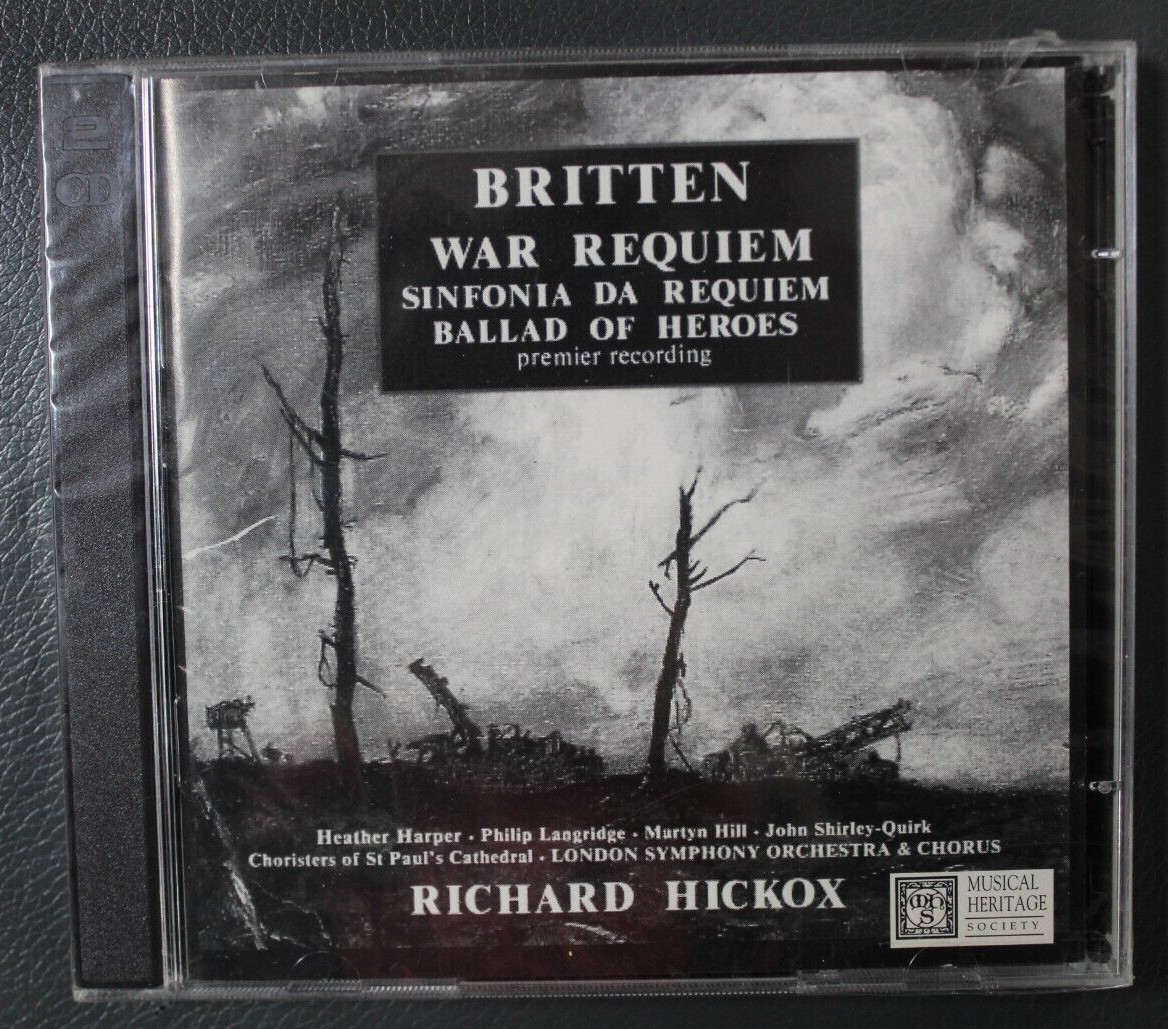 2
CD
BRITTEN
WAR REQUIEM
SINFONIA DA REQUIEM
BALLAD OF HEROES
premier recording
Heather Harper · Philip Langridge · Martyn Hill · John Shirley-Quirk
Choristers of St Paul's Cathedral · LONDON SYMPHONY ORCHESTRA & CHORUS
RICHARD HICKOX
MHS
MUSICAL
HERITAGE
SOCIETY